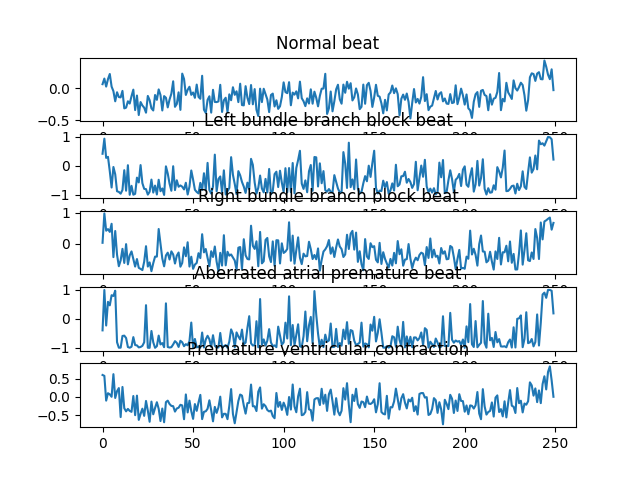 Normal beat
0.0
−0.5
Left bundle branch block beat
1
0
−1
Right bundle branch block beat
1
0
Aberrated atrial premature beat
1
0
−1
Premature ventricular contraction
0.5
0.0
−0.5
0 50 100 150 200 250